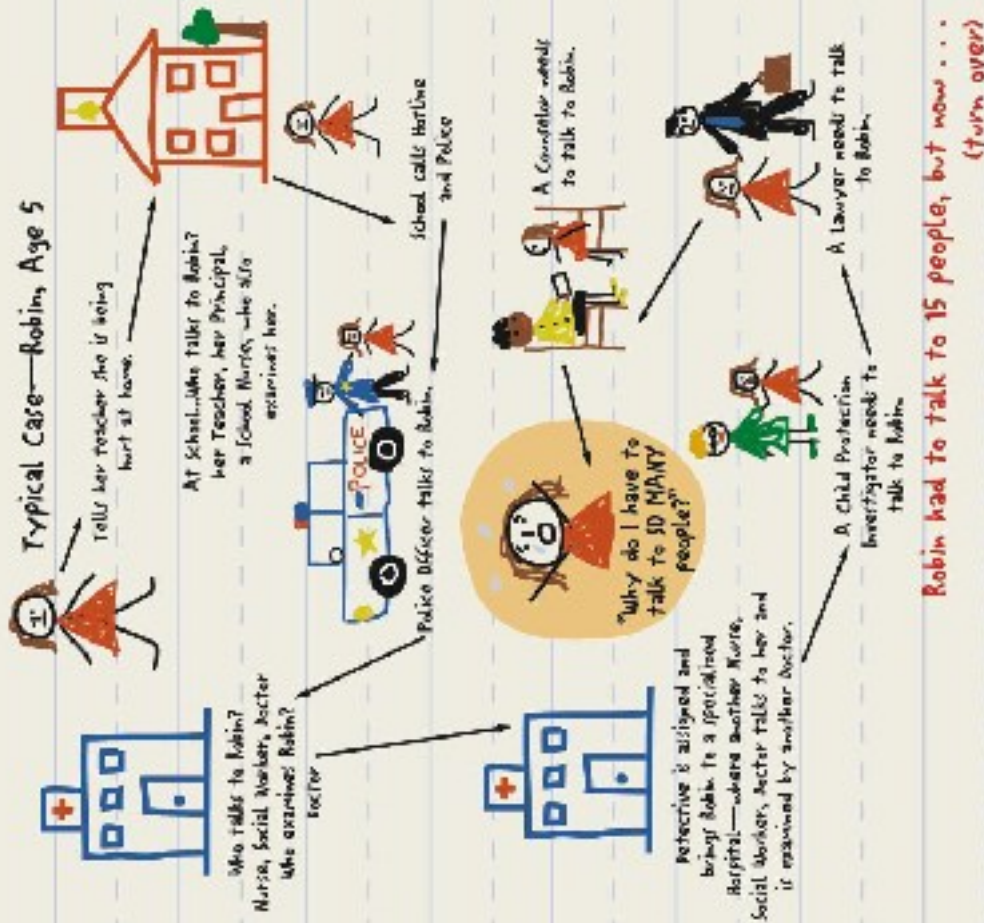 Typical Case—Robin, Age 5
Tells her teacher she is being
hurt at home.
At school...Who talks to Robin?
her Teacher, her Principal,
a School Nurse, who also
examines her.
School calls Hotline
and Police
Police Officer talks to Robin.
POLICE
Who talks to Robin?
Nurse, Social Worker, Doctor
Who examines Robin?
Doctor
Detective is assigned and
brings Robin to a specialized
Hospital—where another Nurse,
Social Worker, Doctor talks to her and
is examined by another Doctor.
A Child Protection
Investigator needs to
talk to Robin.
A Lawyer needs to talk
to Robin.
A Counselor needs
to talk to Robin.
"Why do I have to
talk to SO MANY
people?"
Robin had to talk to 15 people, but now . . .
(turn over)